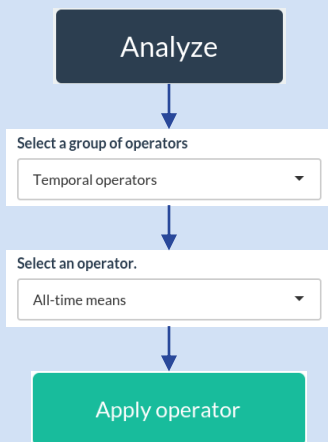 Analyze
Select a group of operators
Temporal operators
Select an operator.
All-time means
Apply operator